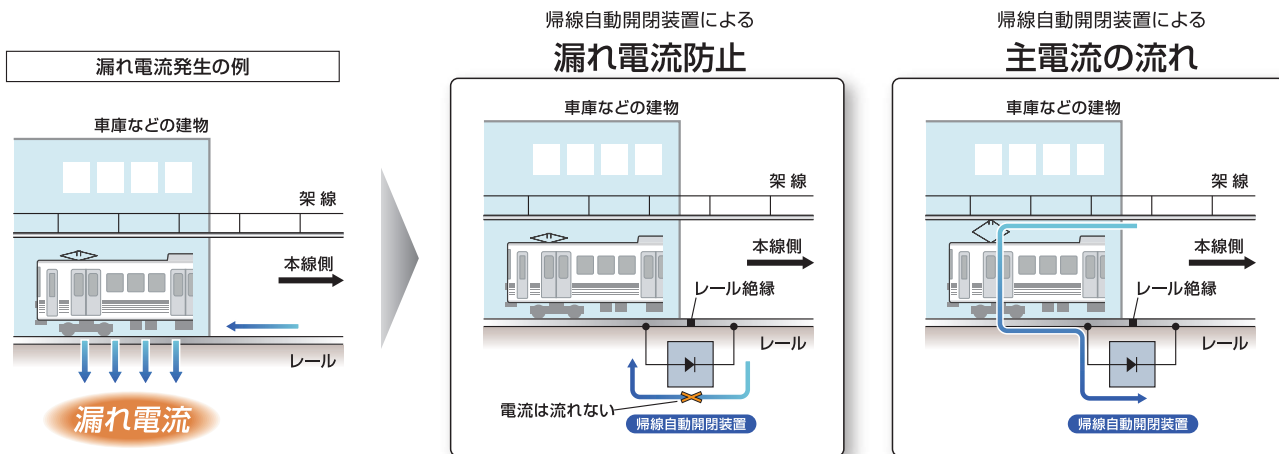 漏れ電流発生の例
車庫などの建物
架線
本線側
レール
漏れ電流
帰線自動開閉装置による
漏れ電流防止
車庫などの建物
架線
本線側
レール絶縁
レール
電流は流れない
帰線自動開閉装置
帰線自動開閉装置による
主電流の流れ
車庫などの建物
架線
本線側
レール絶縁
レール
帰線自動開閉装置